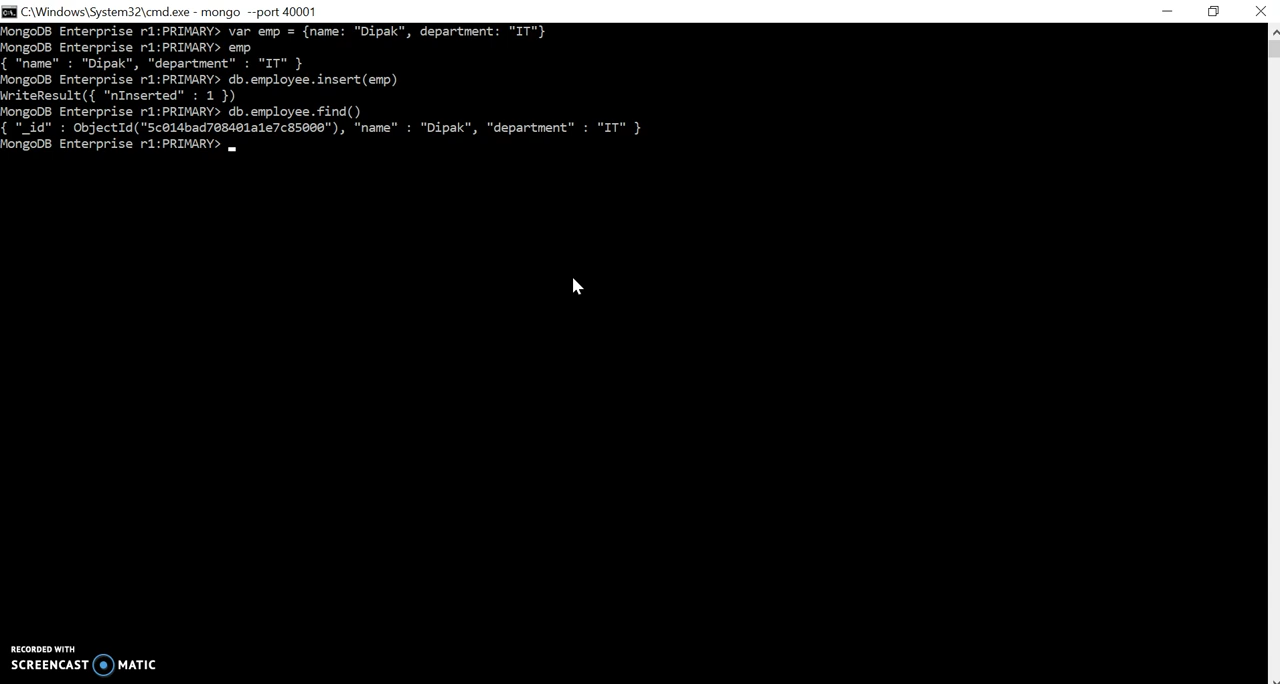 C:\Windows\System32\cmd.exe - mongo --port 40001
MongoDB Enterprise r1:PRIMARY> var emp = {name: "Dipak", department: "IT"}
MongoDB Enterprise r1:PRIMARY> emp
{ "name" : "Dipak", "department" : "IT" }
MongoDB Enterprise r1:PRIMARY> db.employee.insert(emp)
WriteResult({ "nInserted" : 1 })
MongoDB Enterprise r1:PRIMARY> db.employee.find()
{ "_id" : ObjectId("5c014bad708401a1e7c85000"), "name" : "Dipak", "department" : "IT" }
MongoDB Enterprise r1:PRIMARY>
RECORDED WITH
SCREENCAST MATIC